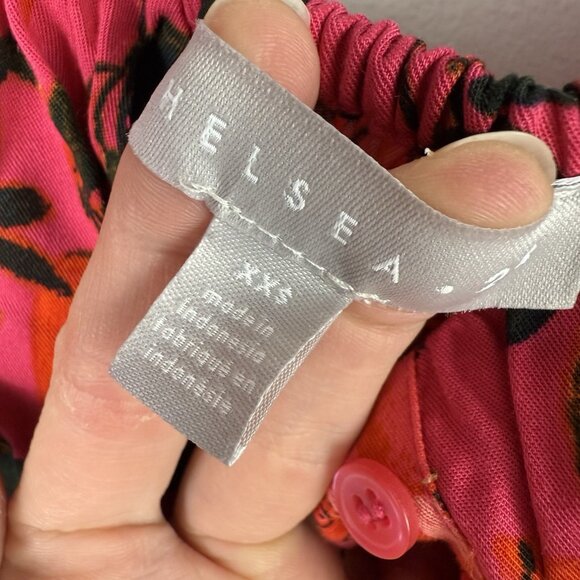 HELSEA
XXS
made in
indonesia
fabriqué en
indonésie